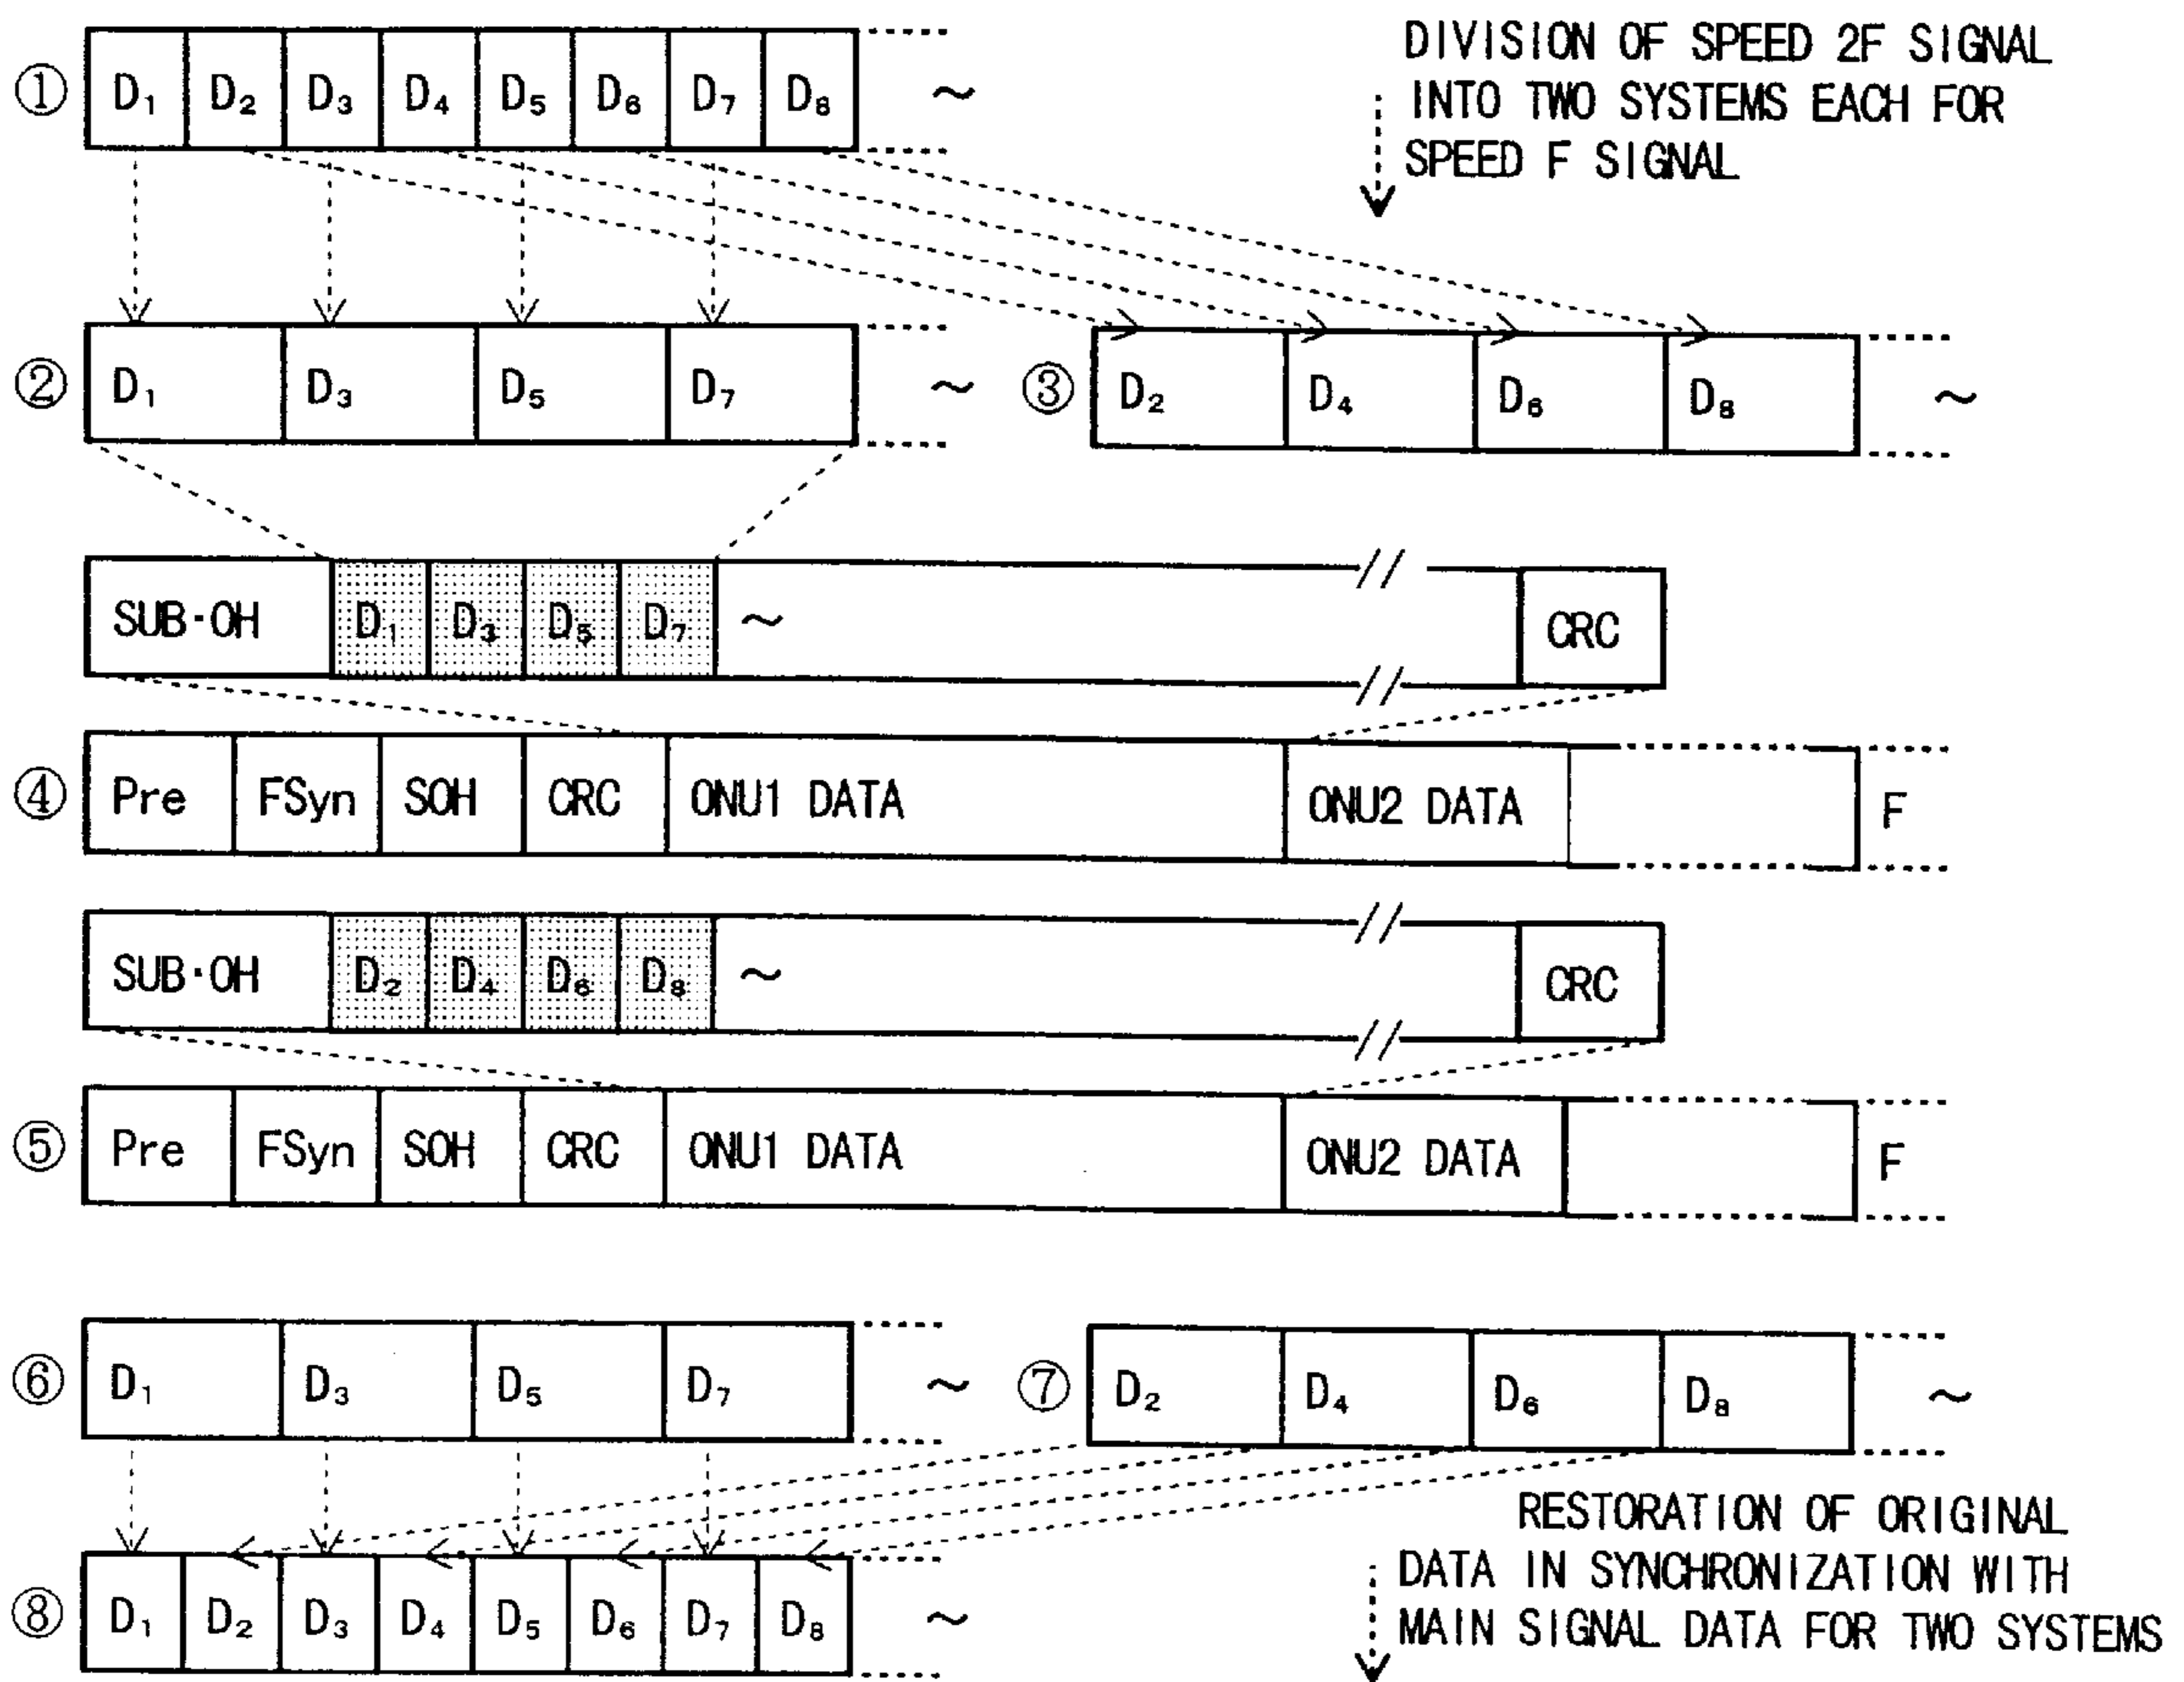 ① D₁ D₂ D₃ D₄ D₅ D₆ D₇ D₈ ~
DIVISION OF SPEED 2F SIGNAL
INTO TWO SYSTEMS EACH FOR
SPEED F SIGNAL
② D₁ D₃ D₅ D₇ ~
③ D₂ D₄ D₆ D₈ ~
SUB·OH D₁ D₃ D₅ D₇ ~ CRC
④ Pre FSyn SOH CRC ONU1 DATA ONU2 DATA F
SUB·OH D₂ D₄ D₆ D₈ ~ CRC
⑤ Pre FSyn SOH CRC ONU1 DATA ONU2 DATA F
⑥ D₁ D₃ D₅ D₇ ~
⑦ D₂ D₄ D₆ D₈ ~
RESTORATION OF ORIGINAL
DATA IN SYNCHRONIZATION WITH
MAIN SIGNAL DATA FOR TWO SYSTEMS
⑧ D₁ D₂ D₃ D₄ D₅ D₆ D₇ D₈ ~